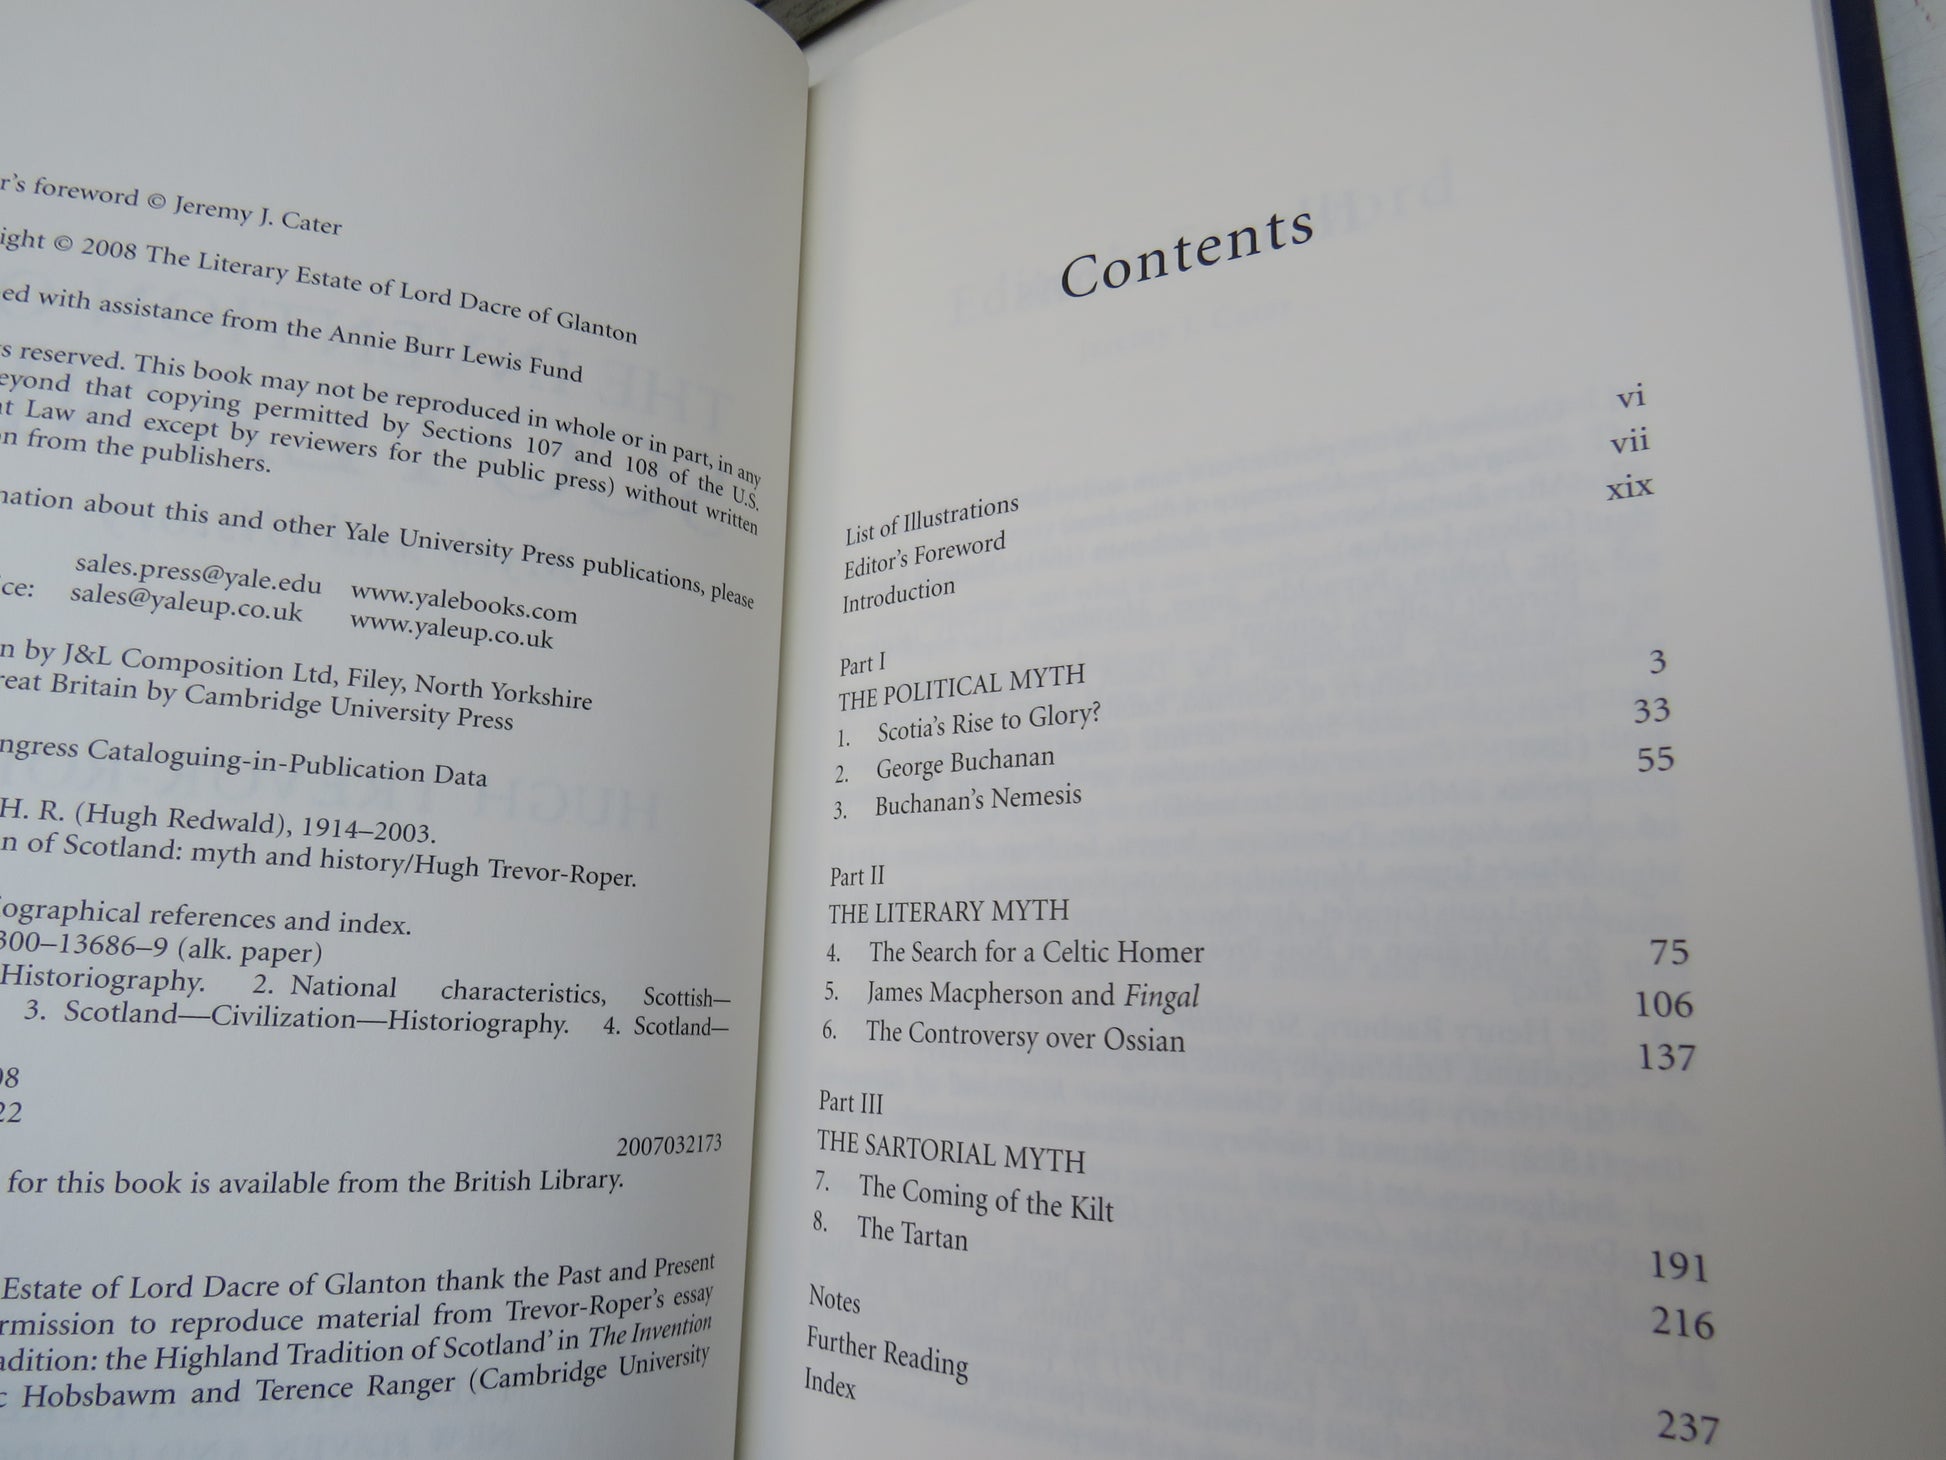 r's foreword © Jeremy J. Cater
ight © 2008 The Literary Estate of Lord Dacre of Glanton
ed with assistance from the Annie Burr Lewis Fund
s reserved. This book may not be reproduced in whole or in part, in any
eyond that copying permitted by Sections 107 and 108 of the U.S.
t Law and except by reviewers for the public press) without written
on from the publishers.
mation about this and other Yale University Press publications, please
sales.press@yale.edu www.yalebooks.com
ice: sales@yaleup.co.uk www.yaleup.co.uk
n by J&L Composition Ltd, Filey, North Yorkshire
reat Britain by Cambridge University Press
ngress Cataloguing-in-Publication Data
H. R. (Hugh Redwald), 1914–2003.
n of Scotland: myth and history/Hugh Trevor-Roper.
iographical references and index.
300–13686–9 (alk. paper)
Historiography. 2. National characteristics, Scottish—
3. Scotland—Civilization—Historiography. 4. Scotland—
08
22
2007032173
for this book is available from the British Library.
Estate of Lord Dacre of Glanton thank the Past and Present
rmission to reproduce material from Trevor-Roper's essay
adition: the Highland Tradition of Scotland' in The Invention
c Hobsbawm and Terence Ranger (Cambridge University
Contents
List of Illustrations vi
Editor's Foreword vii
Introduction xix
Part I
THE POLITICAL MYTH
1. Scotia's Rise to Glory? 3
2. George Buchanan 33
3. Buchanan's Nemesis 55
Part II
THE LITERARY MYTH
4. The Search for a Celtic Homer 75
5. James Macpherson and Fingal 106
6. The Controversy over Ossian 137
Part III
THE SARTORIAL MYTH
7. The Coming of the Kilt 191
8. The Tartan 216
Notes 237
Further Reading
Index